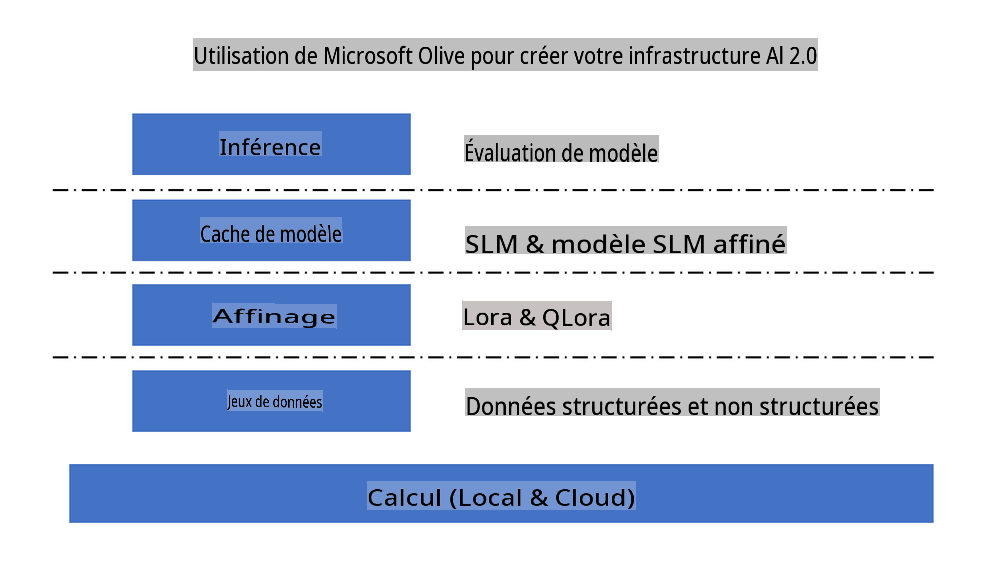 Utilisation de Microsoft Olive pour créer votre infrastructure Al 2.0
Inférence
Évaluation de modèle
Cache de modèle
SLM & modèle SLM affiné
Affinage
Lora & QLora
Jeux de données
Données structurées et non structurées
Calcul (Local & Cloud)